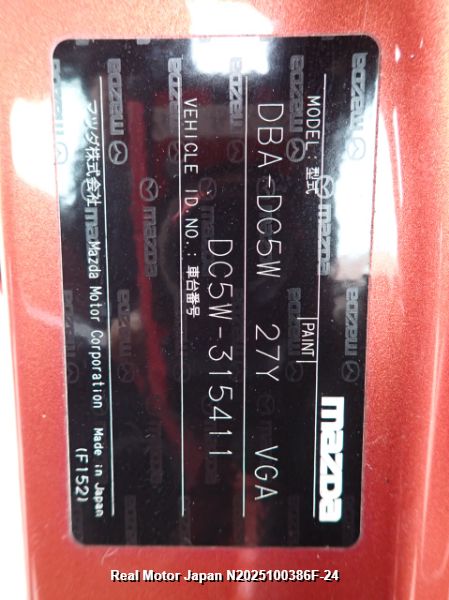 mazda
MODEL:型式 PAINT
DBA-DC5W 27Y VGA
VEHICLE ID.NO.:車台番号
DC5W-315411
マツダ株式会社 Mazda Motor Corporation Made in Japan
(F152)
Real Motor Japan N2025100386F-24